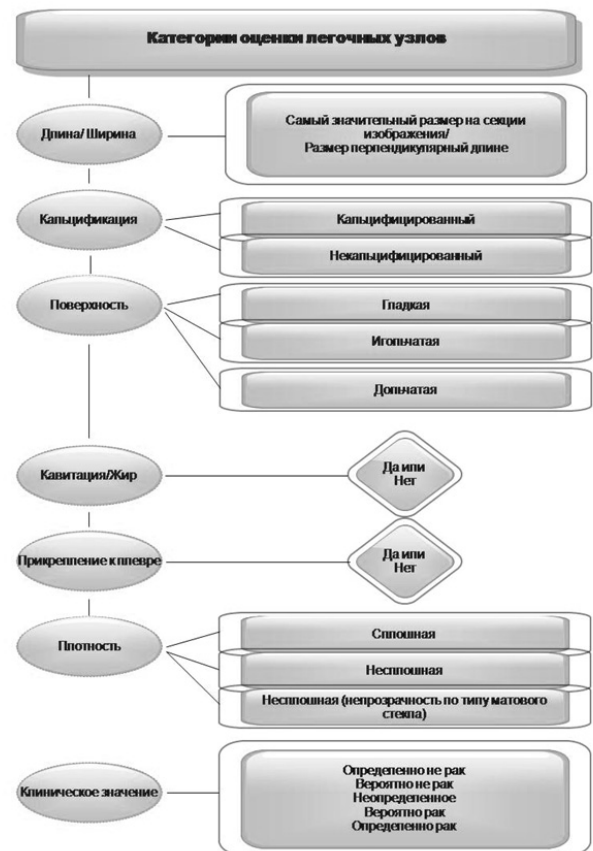 Категории оценки легочных узлов
Длина/ Ширина
Самый значительный размер на секции
изображения/
Размер перпендикулярный длине
Кальцификация
Кальцифицированный
Некальцифицированный
Поверхность
Гладкая
Игольчатая
Дольчатая
Кавитация/Жир
Да или
Нет
Прикрепление к плевре
Да или
Нет
Плотность
Сплошная
Несплошная
Несплошная (непрозрачность по типу матового
стекла)
Клиническое значение
Определенно не рак
Вероятно не рак
Неопределенное
Вероятно рак
Определенно рак